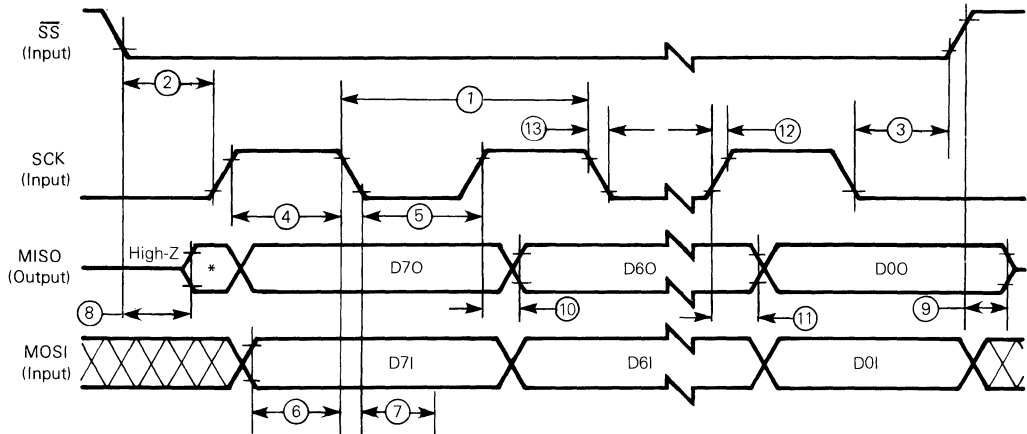 SS
(Input)
2
1
13
12
3
SCK
(Input)
4
5
MISO
(Output)
High-Z
*
D7O
D6O
D0O
8
10
11
9
MOSI
(Input)
D7I
D6I
D0I
6
7